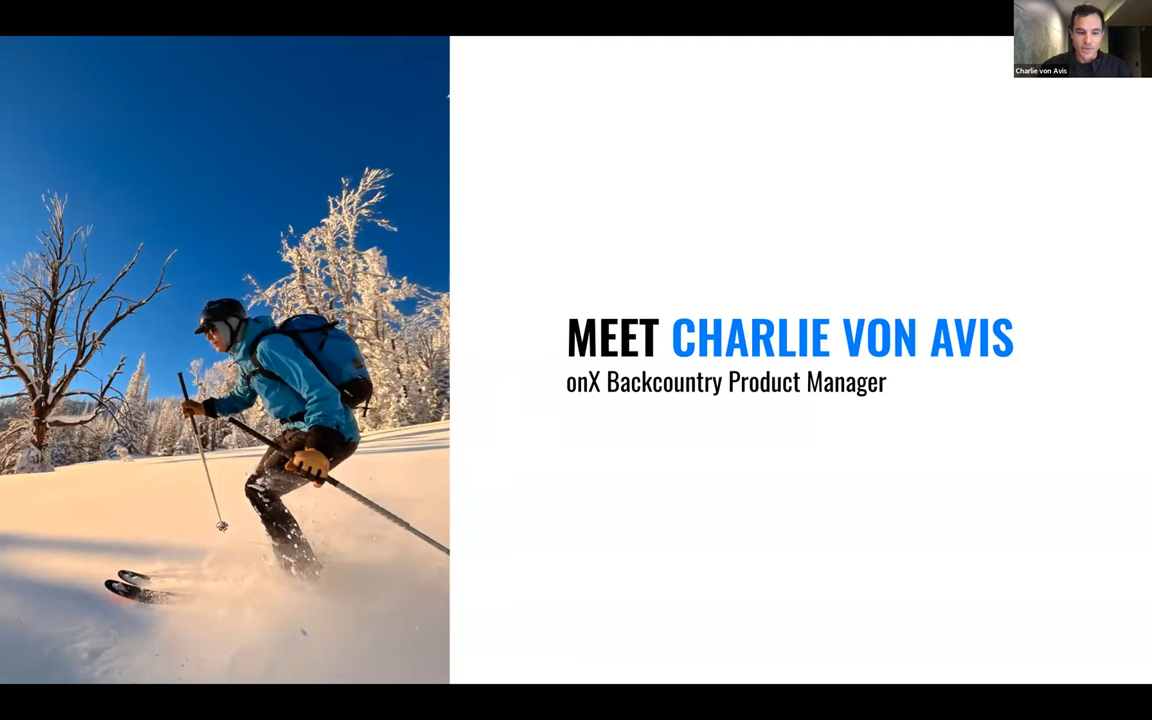 Charlie von Avis
MEET CHARLIE VON AVIS
onX Backcountry Product Manager